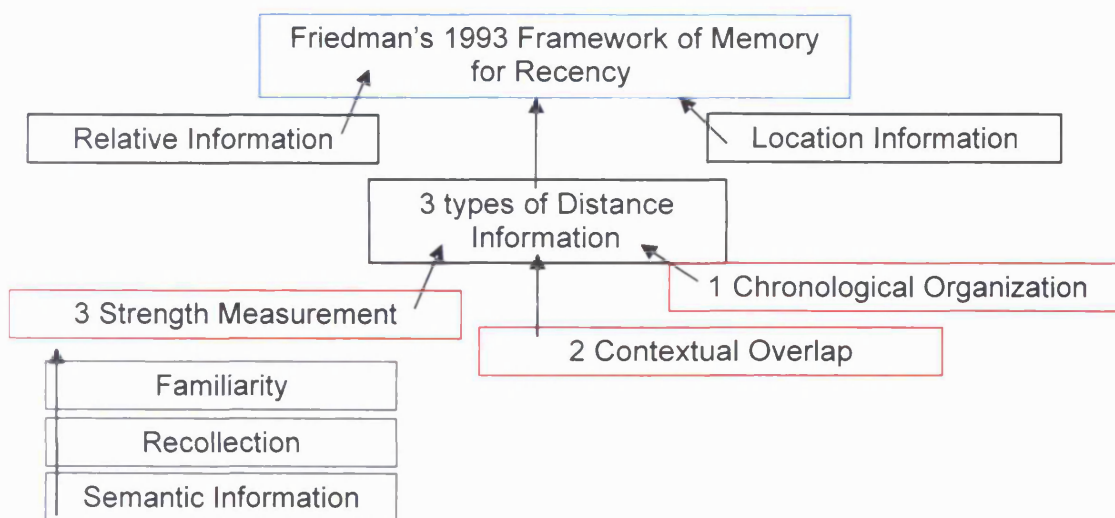 Friedman's 1993 Framework of Memory
for Recency
Relative Information
Location Information
3 types of Distance
Information
1 Chronological Organization
3 Strength Measurement
2 Contextual Overlap
Familiarity
Recollection
Semantic Information